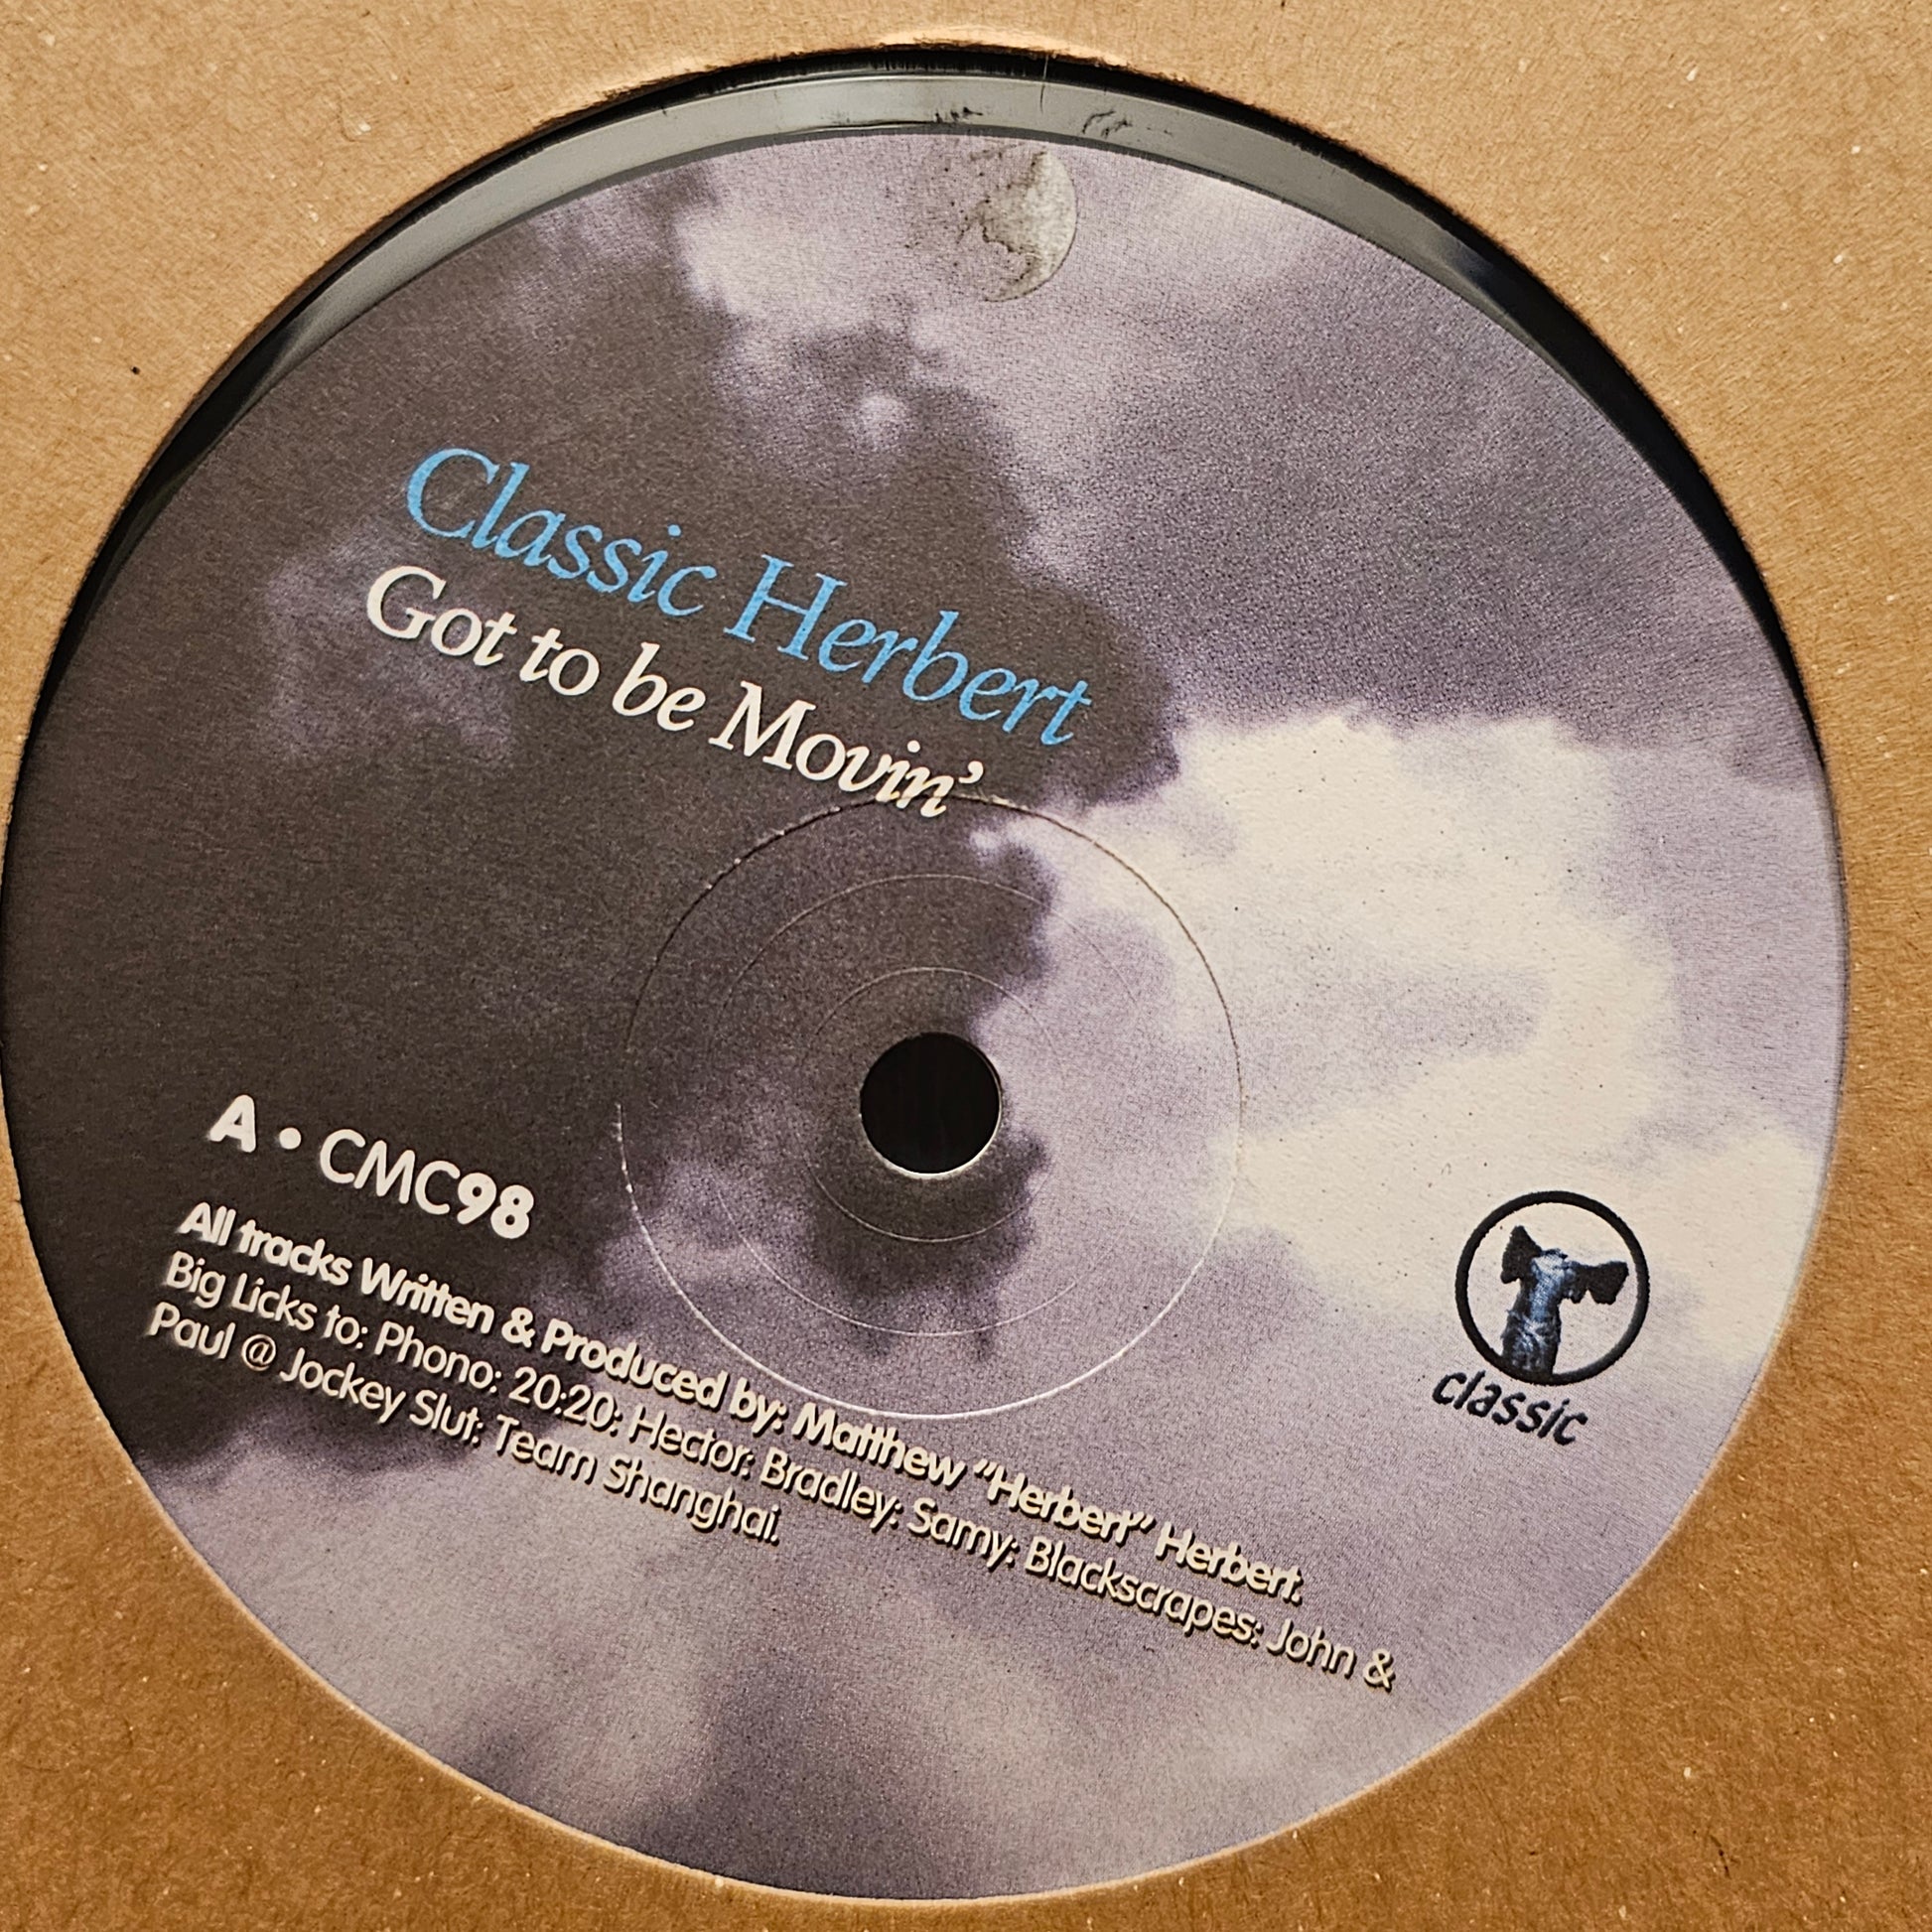 Classic Herbert
Got to be Movin'
A • CMC98
All tracks Written & Produced by: Matthew "Herbert" Herbert.
Big Licks to: Phono: 20:20: Hector: Bradley: Samy: Blackscrapes: John &
Paul @ Jockey Slut: Team Shanghai.
classic